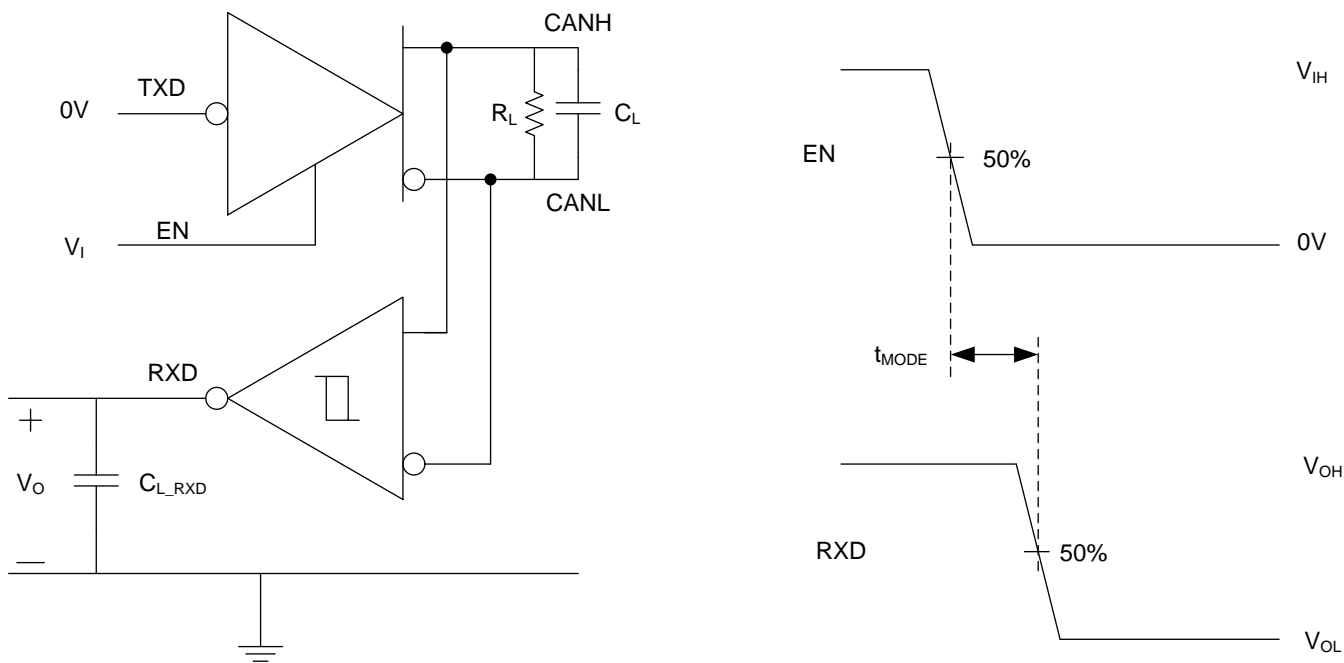 CANH
TXD
0V
R_L
C_L
CANL
EN
V_I
RXD
+
V_O
C_L_RXD
—
V_IH
EN
50%
0V
t_MODE
V_OH
RXD
50%
V_OL